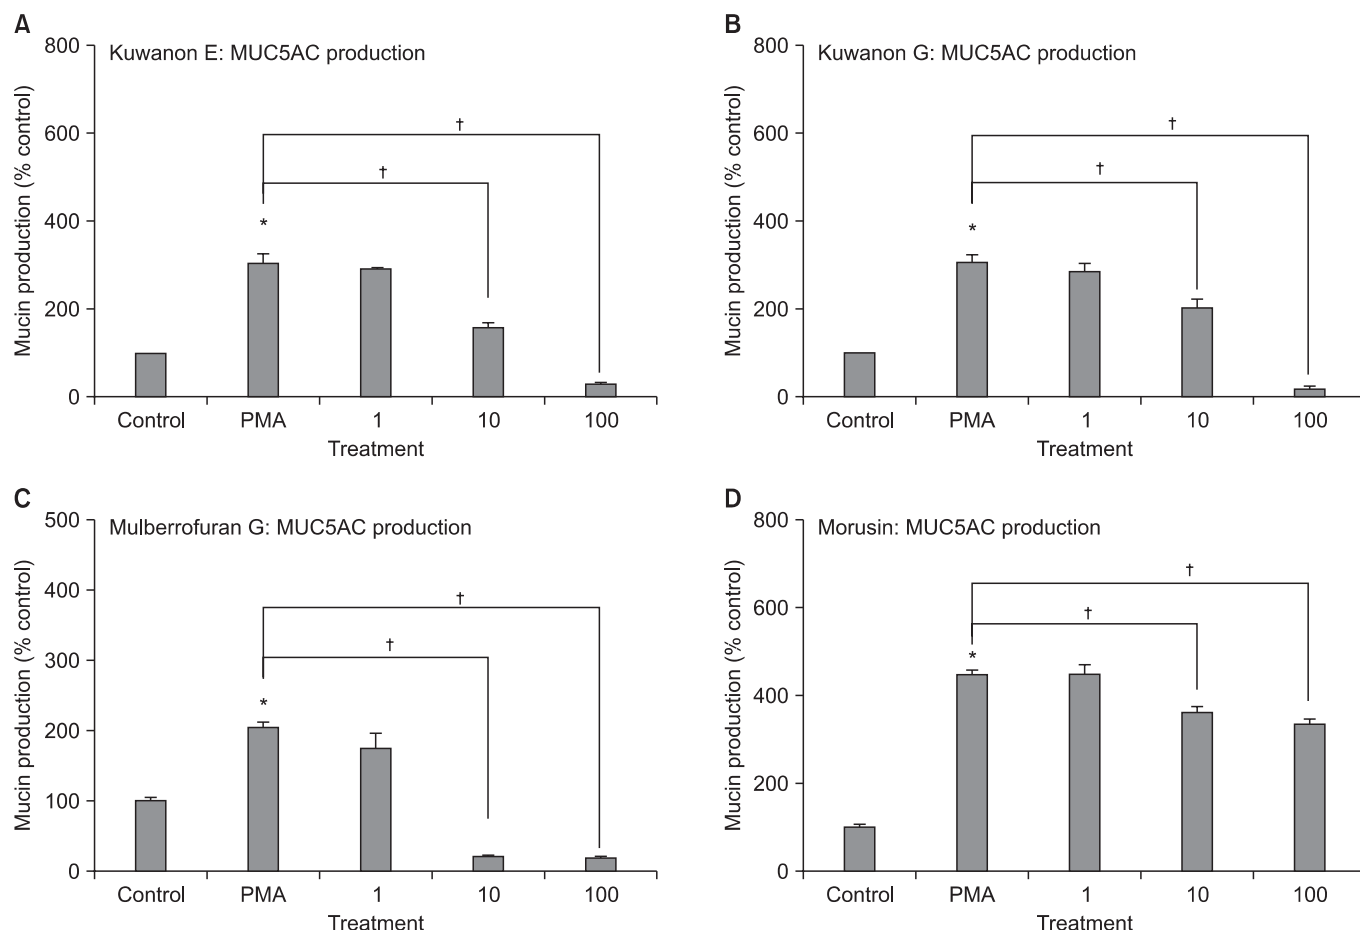 A
Kuwanon E: MUC5AC production
Mucin production (% control)
800
600
400
200
0
†
†
*
Control PMA 1 10 100
Treatment
B
Kuwanon G: MUC5AC production
Mucin production (% control)
800
600
400
200
0
†
†
*
Control PMA 1 10 100
Treatment
C
Mulberrofuran G: MUC5AC production
Mucin production (% control)
500
400
300
200
100
0
†
†
*
Control PMA 1 10 100
Treatment
D
Morusin: MUC5AC production
Mucin production (% control)
800
600
400
200
0
†
†
*
Control PMA 1 10 100
Treatment